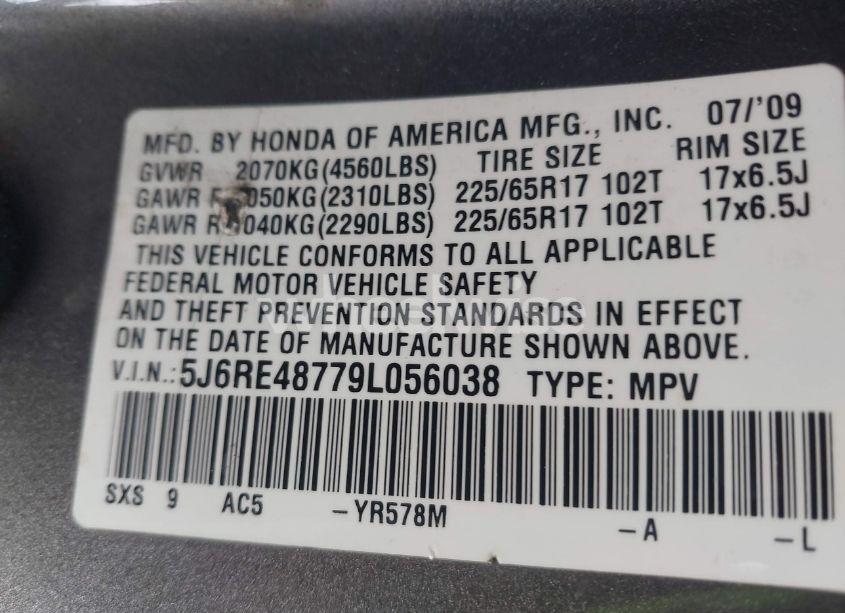 MFD. BY HONDA OF AMERICA MFG., INC. 07/'09
GVWR 2070KG(4560LBS) TIRE SIZE RIM SIZE
GAWR 050KG(2310LBS) 225/65R17 102T 17x6.5J
GAWR R 040KG(2290LBS) 225/65R17 102T 17x6.5J
THIS VEHICLE CONFORMS TO ALL APPLICABLE
FEDERAL MOTOR VEHICLE SAFETY
AND THEFT PREVENTION STANDARDS IN EFFECT
ON THE DATE OF MANUFACTURE SHOWN ABOVE.
V.I.N.: 5J6RE48779L056038 TYPE: MPV
SXS 9 AC5 -YR578M -A -L